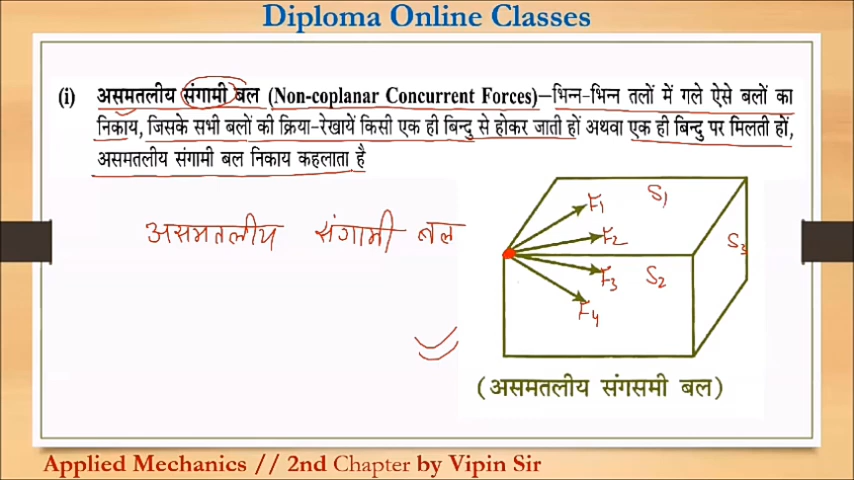 Diploma Online Classes
(i) असमतलीय संगामी बल (Non-coplanar Concurrent Forces)–भिन्न-भिन्न तलों में गले ऐसे बलों का
निकाय, जिसके सभी बलों की क्रिया-रेखायें किसी एक ही बिन्दु से होकर जाती हों अथवा एक ही बिन्दु पर मिलती हों,
असमतलीय संगामी बल निकाय कहलाता है
असमतलीय संगामी बल
F1
S1
F2
S3
F3
S2
F4
(असमतलीय संगसमी बल)
Applied Mechanics // 2nd Chapter by Vipin Sir